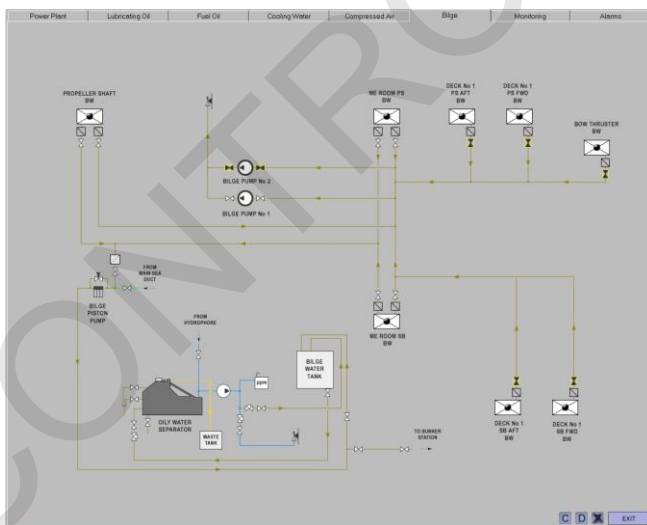 Power Plant
Lubricating Oil
Fuel Oil
Cooling Water
Compressed Air
Bilge
Monitoring
Alarms
PROPELLER SHAFT
BW
ME ROOM PS
BW
DECK No 1
PS AFT
BW
DECK No 1
PS FWD
BW
BOW THRUSTER
BW
BILGE PUMP No 2
BILGE PUMP No 1
FROM
MAIN SEA
DUCT
BILGE
PISTON
PUMP
FROM
HYDROPHORE
ME ROOM SB
BW
BILGE
WATER
TANK
ppm
OILY WATER
SEPARATOR
WASTE
TANK
DECK No 1
SB AFT
BW
DECK No 1
SB FWD
BW
TO BUNKER
STATION
C D X EXIT
CONTRO